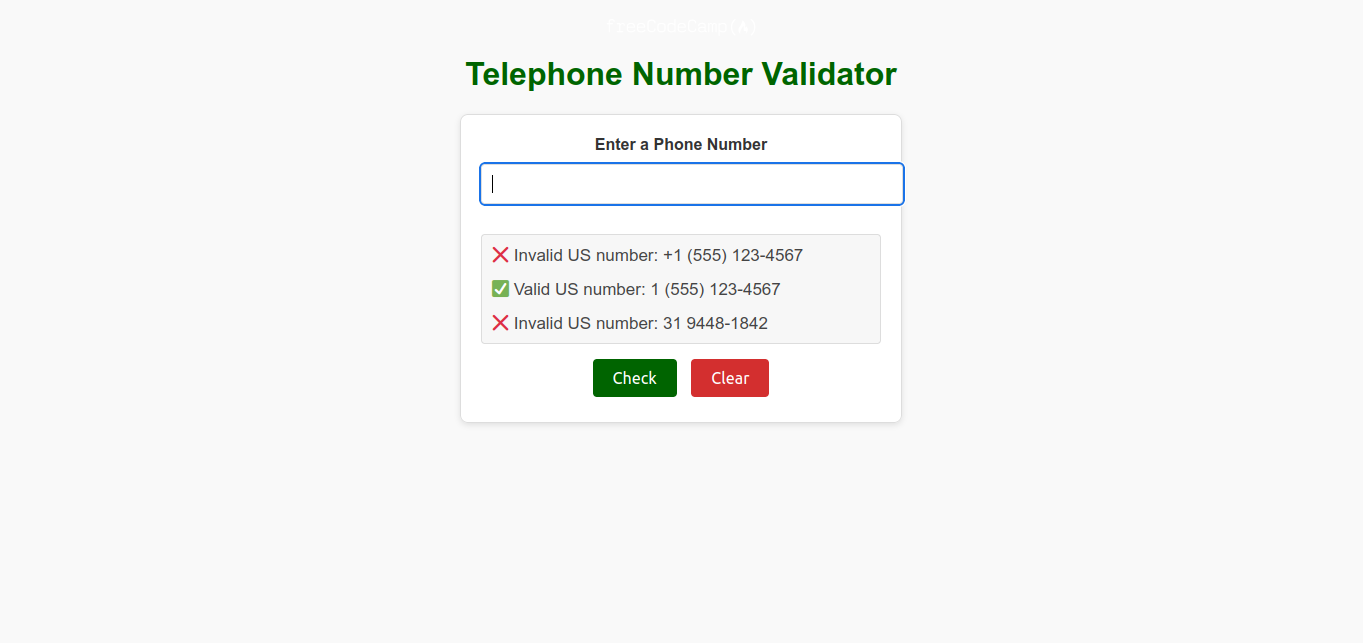 freeCodeCamp(A)
Telephone Number Validator
Enter a Phone Number
❌ Invalid US number: +1 (555) 123-4567
✅ Valid US number: 1 (555) 123-4567
❌ Invalid US number: 31 9448-1842
Check Clear